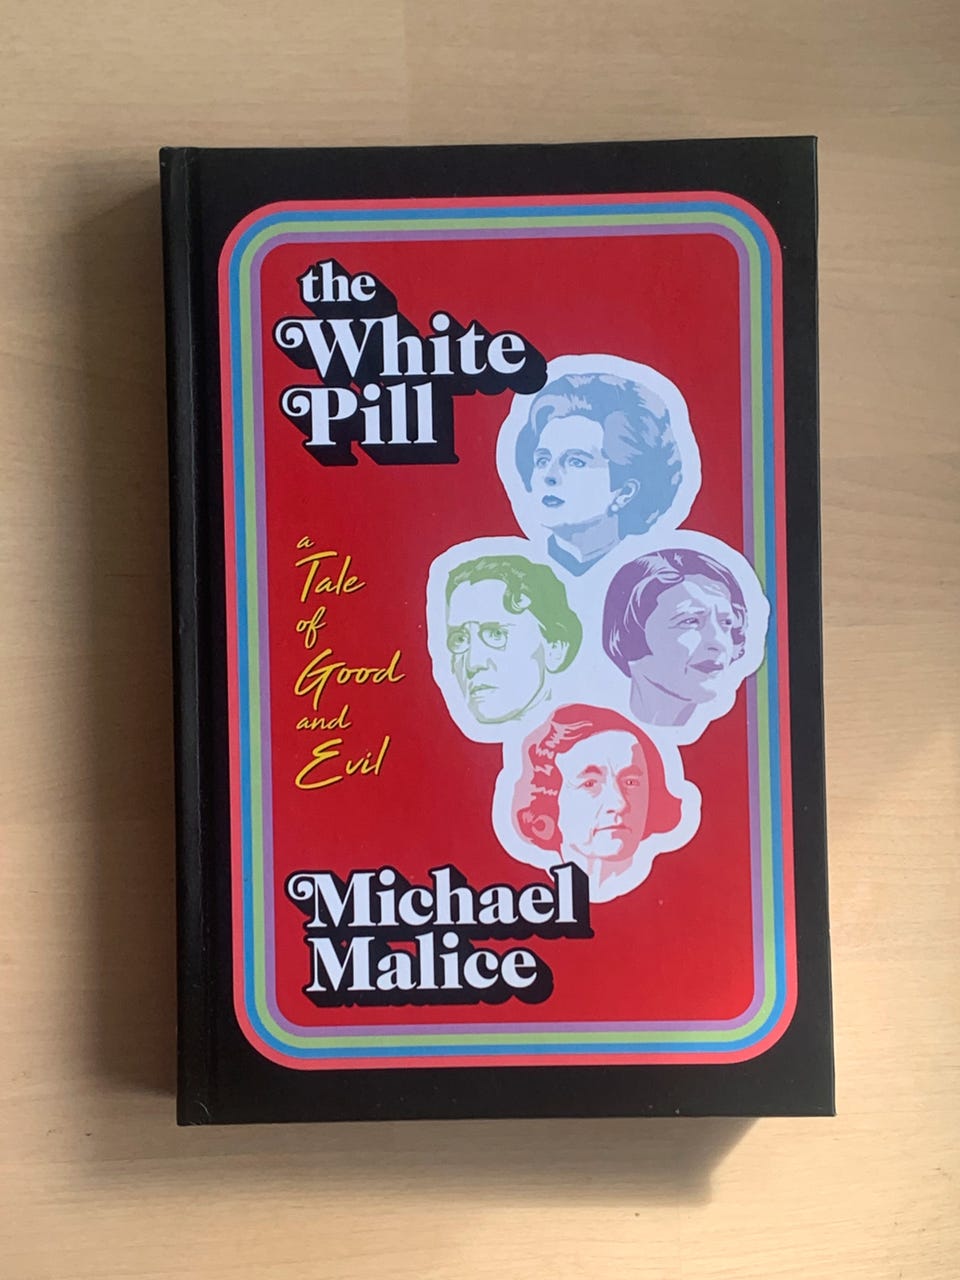 the
White
Pill
a
Tale
of
Good
and
Evil
Michael
Malice